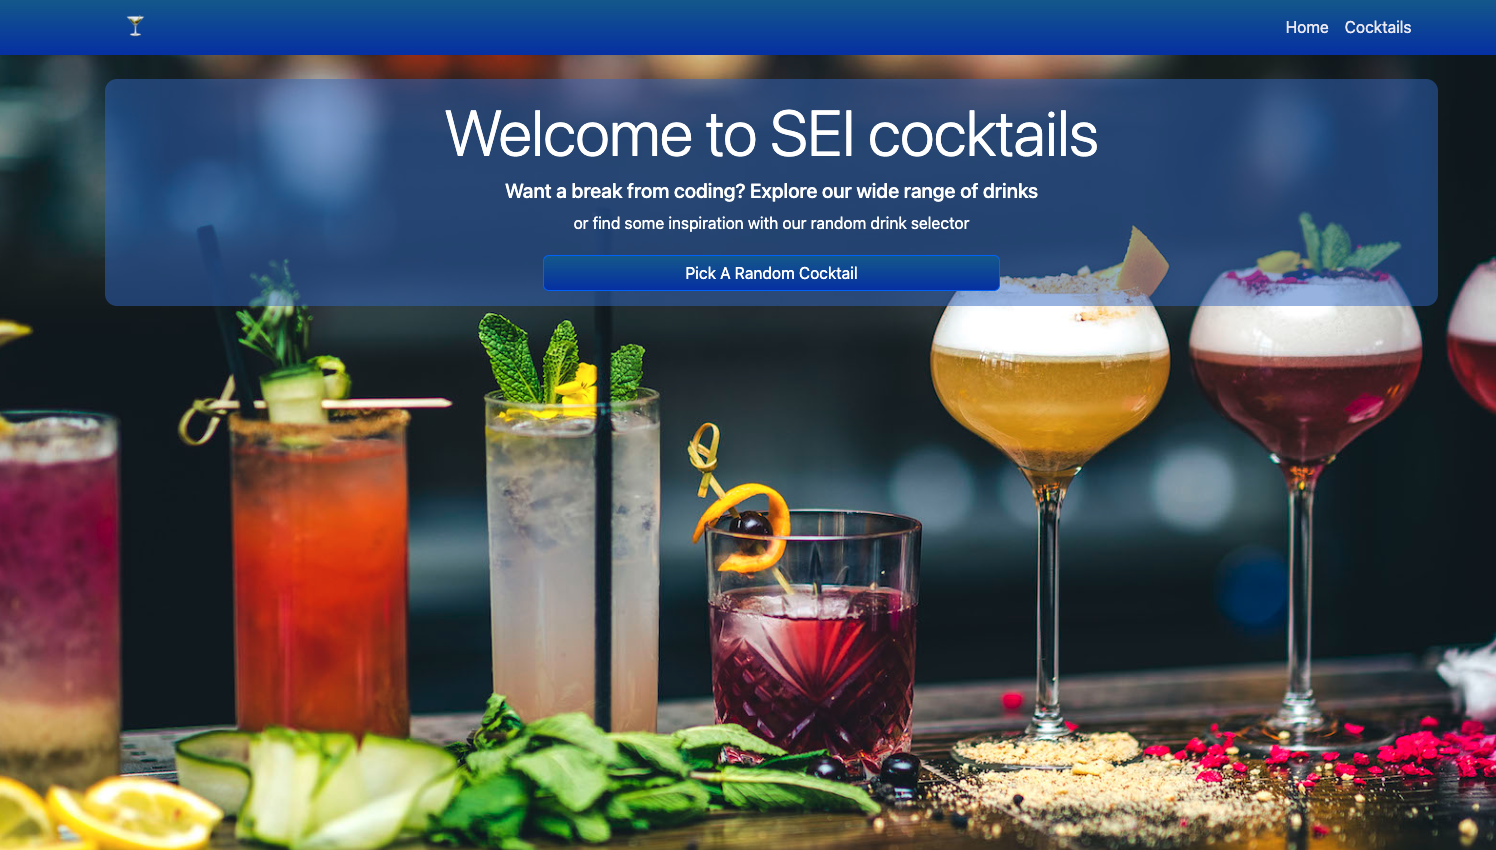 Home Cocktails
Welcome to SEI cocktails
Want a break from coding? Explore our wide range of drinks
or find some inspiration with our random drink selector
Pick A Random Cocktail